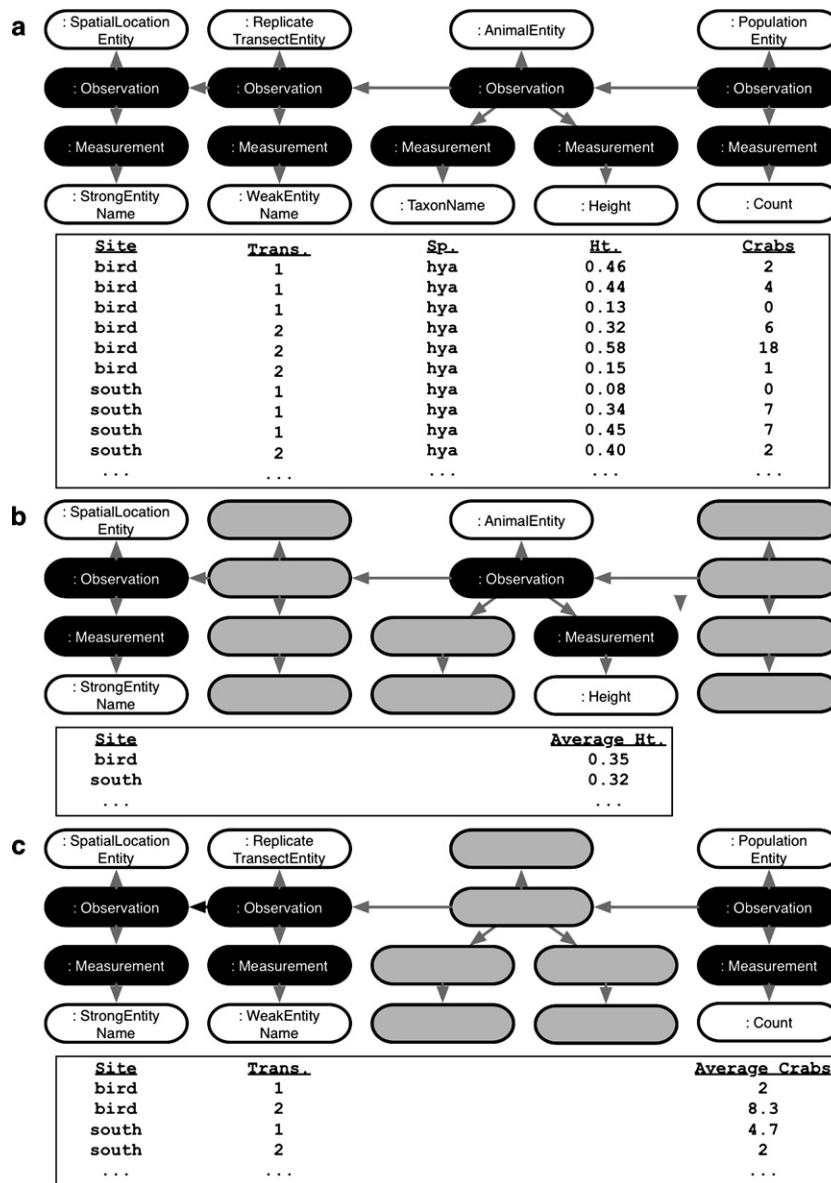 a
: SpatialLocation : Replicate : AnimalEntity : Population
Entity TransectEntity Entity
: Observation : Observation : Observation : Observation
: Measurement : Measurement : Measurement : Measurement : Measurement
: StrongEntity : WeakEntity : TaxonName : Height : Count
Name Name
Site Trans. Sp. Ht. Crabs
bird 1 hya 0.46 2
bird 1 hya 0.44 4
bird 1 hya 0.13 0
bird 2 hya 0.32 6
bird 2 hya 0.58 18
bird 2 hya 0.15 1
south 1 hya 0.08 0
south 1 hya 0.34 7
south 1 hya 0.45 7
south 2 hya 0.40 2
... ... ... ... ...
b
: SpatialLocation : AnimalEntity
Entity
: Observation : Observation
: Measurement : Measurement
: StrongEntity : Height
Name
Site Average Ht.
bird 0.35
south 0.32
... ...
c
: SpatialLocation : Replicate : Population
Entity TransectEntity Entity
: Observation : Observation : Observation
: Measurement : Measurement : Measurement
: StrongEntity : WeakEntity : Count
Name Name
Site Trans. Average Crabs
bird 1 2
bird 2 8.3
south 1 4.7
south 2 2
... ... ...